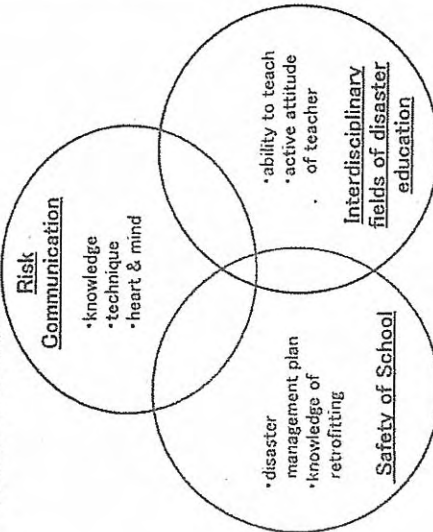 Risk
Communication
・knowledge
・technique
・heart & mind
・disaster
management plan
・knowledge of
retrofitting
Safety of School
・ability to teach
・active attitude
of teacher
Interdisciplinary
fields of disaster
education